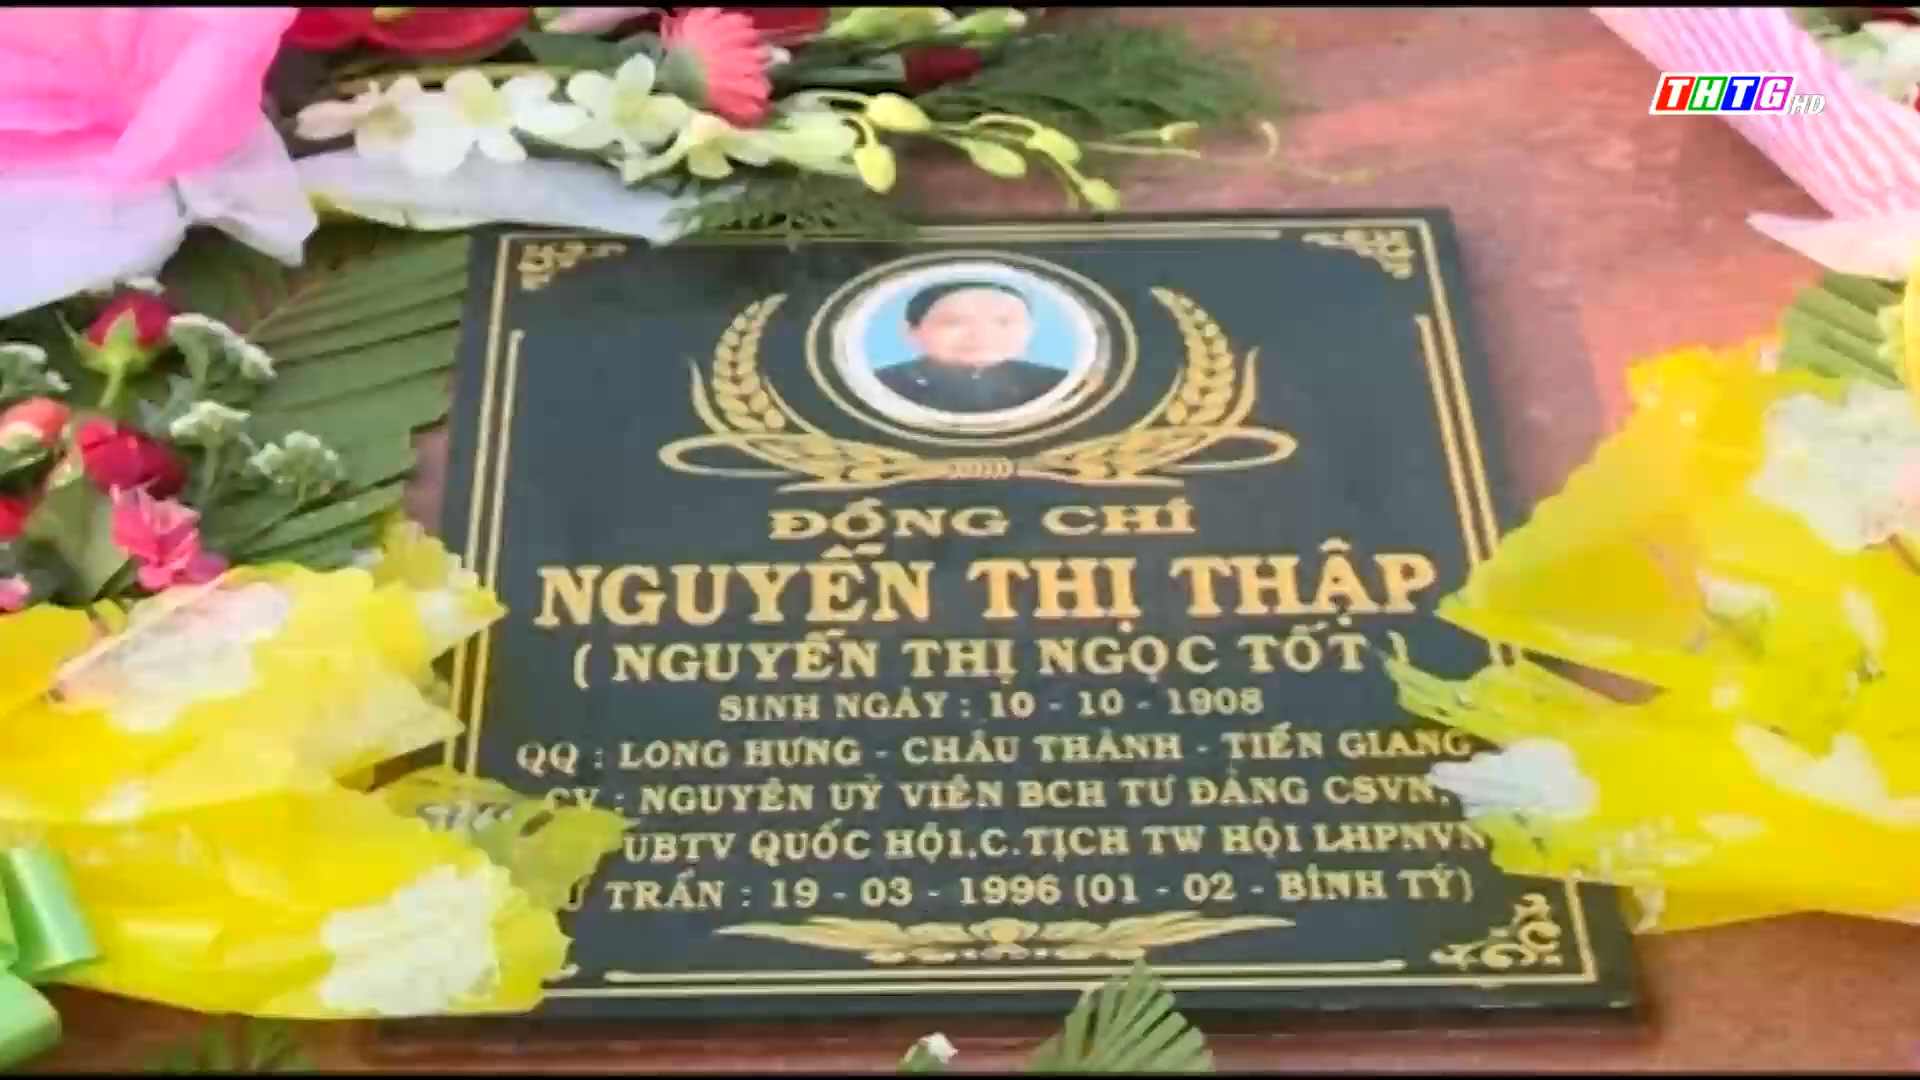 THTG HD
ĐỒNG CHÍ
NGUYỄN THỊ THẬP
( NGUYỄN THỊ NGỌC TỐT )
SINH NGÀY : 10 - 10 - 1908
QQ : LONG HƯNG - CHÂU THÀNH - TIỀN GIANG
CV : NGUYÊN UỶ VIÊN BCH TƯ ĐẢNG CSVN,
UBTV QUỐC HỘI.C.TỊCH TW HỘI LHPNVN
TRẦN : 19 - 03 - 1996 (01 - 02 - BÍNH TÝ)